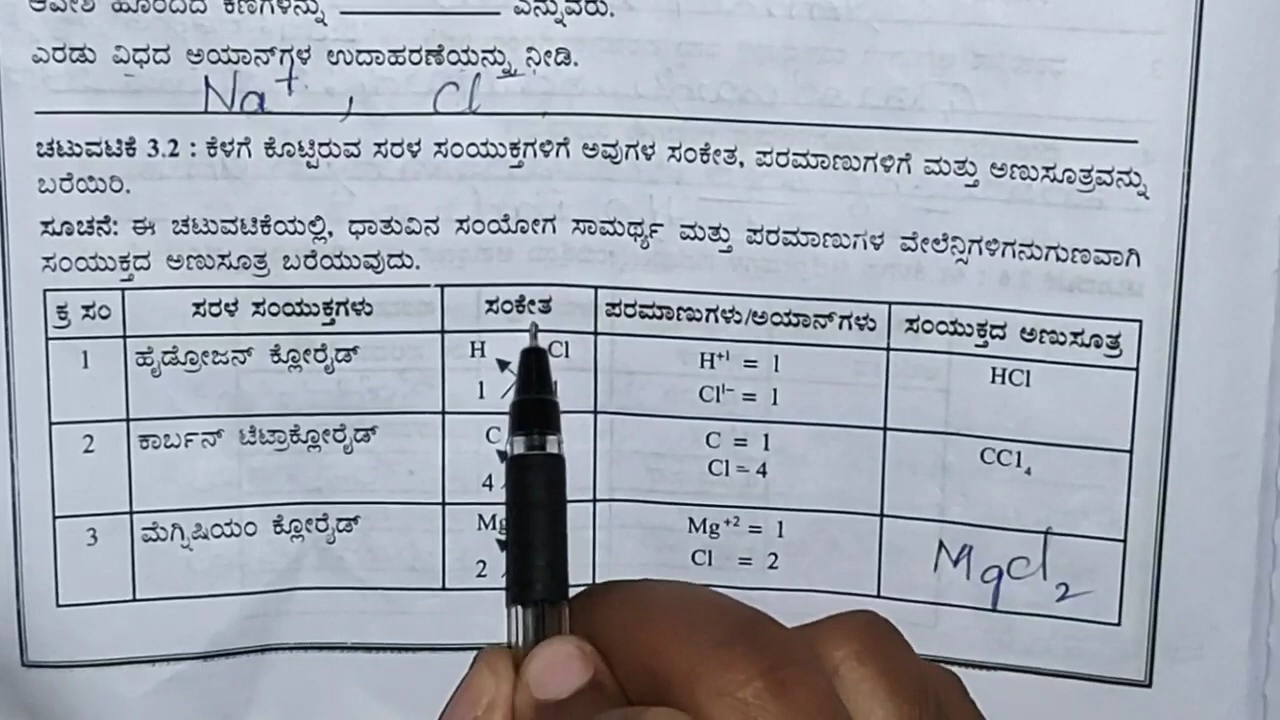 ಎನ್ನುವರು.
ಎರಡು ವಿಧದ ಅಯಾನ್‌ಗಳ ಉದಾಹರಣೆಯನ್ನು ನೀಡಿ.
Na+ , Cl
ಚಟುವಟಿಕೆ 3.2 : ಕೆಳಗೆ ಕೊಟ್ಟಿರುವ ಸರಳ ಸಂಯುಕ್ತಗಳಿಗೆ ಅವುಗಳ ಸಂಕೇತ, ಪರಮಾಣುಗಳಿಗೆ ಮತ್ತು ಅಣುಸೂತ್ರವನ್ನು
ಬರೆಯಿರಿ.
ಸೂಚನೆ: ಈ ಚಟುವಟಿಕೆಯಲ್ಲಿ, ಧಾತುವಿನ ಸಂಯೋಗ ಸಾಮರ್ಥ್ಯ ಮತ್ತು ಪರಮಾಣುಗಳ ವೇಲೆನ್ಸಿಗಳಿಗನುಗುಣವಾಗಿ
ಸಂಯುಕ್ತದ ಅಣುಸೂತ್ರ ಬರೆಯುವುದು.
ಕ್ರ ಸಂ ಸರಳ ಸಂಯುಕ್ತಗಳು ಸಂಕೇತ ಪರಮಾಣುಗಳು/ಅಯಾನ್‌ಗಳು ಸಂಯುಕ್ತದ ಅಣುಸೂತ್ರ
1 ಹೈಡ್ರೋಜನ್ ಕ್ಲೋರೈಡ್ H Cl H+1 = 1 HCl
1 Cl1- = 1
2 ಕಾರ್ಬನ್ ಟೆಟ್ರಾಕ್ಲೋರೈಡ್ C C = 1 CCl4
4 Cl = 4
3 ಮೆಗ್ನಿಷಿಯಂ ಕ್ಲೋರೈಡ್ Mg Mg+2 = 1 MgCl2
2 Cl = 2